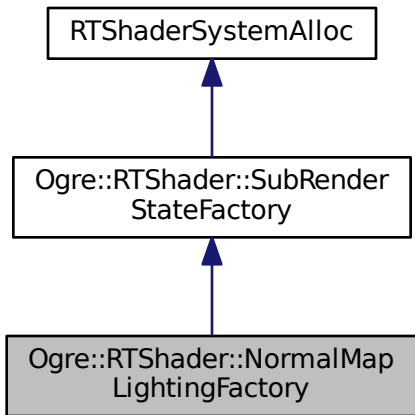 RTShaderSystemAlloc
Ogre::RTShader::SubRender
StateFactory
Ogre::RTShader::NormalMap
LightingFactory